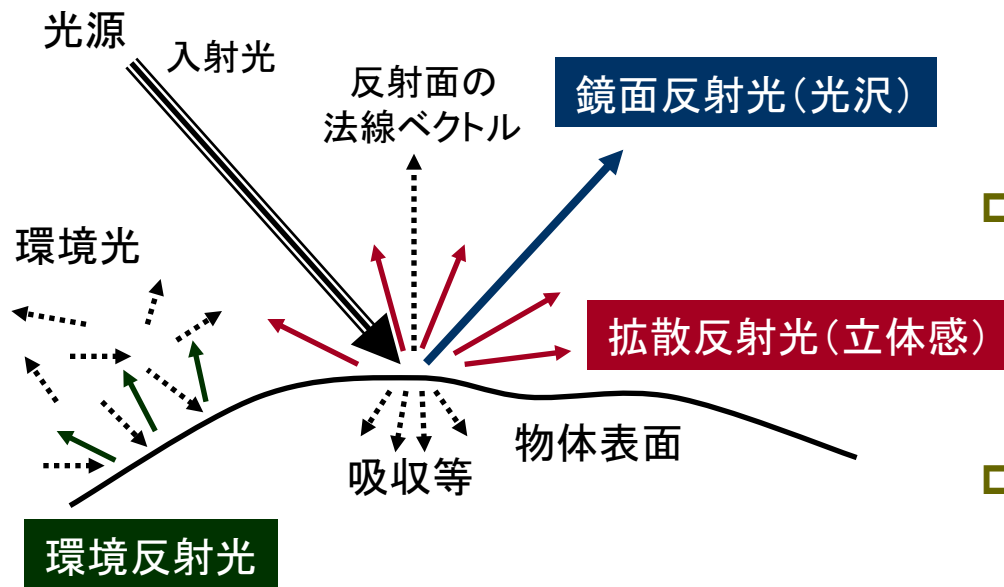 光源
入射光
反射面の
法線ベクトル
鏡面反射光(光沢)
環境光
拡散反射光(立体感)
物体表面
吸収等
環境反射光